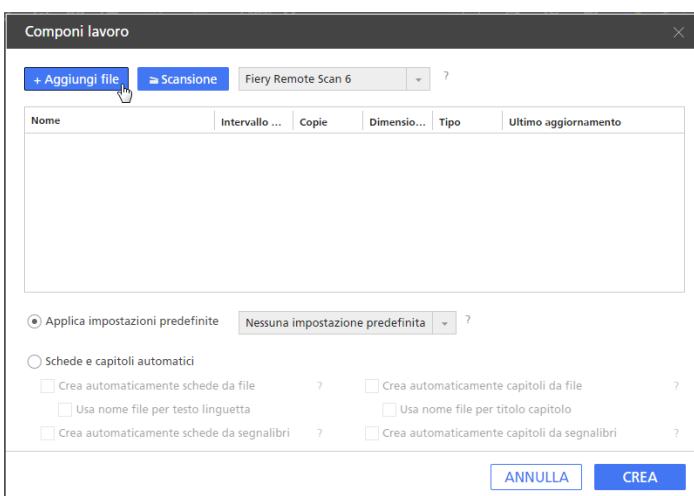 Componi lavoro
+ Aggiungi file Scansione Fiery Remote Scan 6 ?
Nome Intervallo ... Copie Dimensio... Tipo Ultimo aggiornamento
Applica impostazioni predefinite Nessuna impostazione predefinita ?
Schede e capitoli automatici
Crea automaticamente schede da file ? Crea automaticamente capitoli da file ?
Usa nome file per testo linguetta Usa nome file per titolo capitolo
Crea automaticamente schede da segnalibri ? Crea automaticamente capitoli da segnalibri ?
ANNULLA CREA